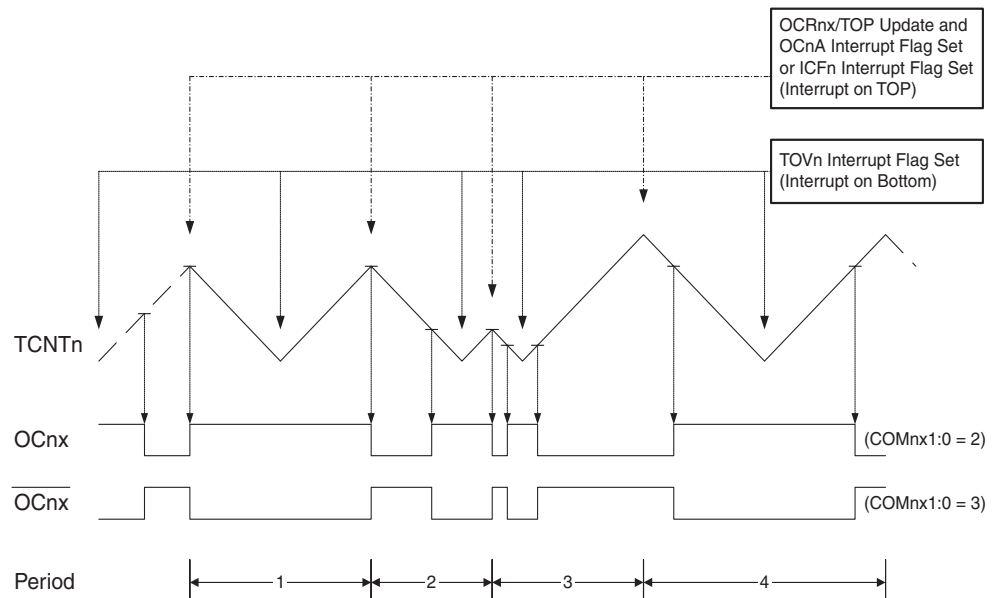 OCRnx/TOP Update and
OCnA Interrupt Flag Set
or ICFn Interrupt Flag Set
(Interrupt on TOP)
TOVn Interrupt Flag Set
(Interrupt on Bottom)
TCNTn
OCnx
(COMnx1:0 = 2)
OCnx
(COMnx1:0 = 3)
Period
1
2
3
4